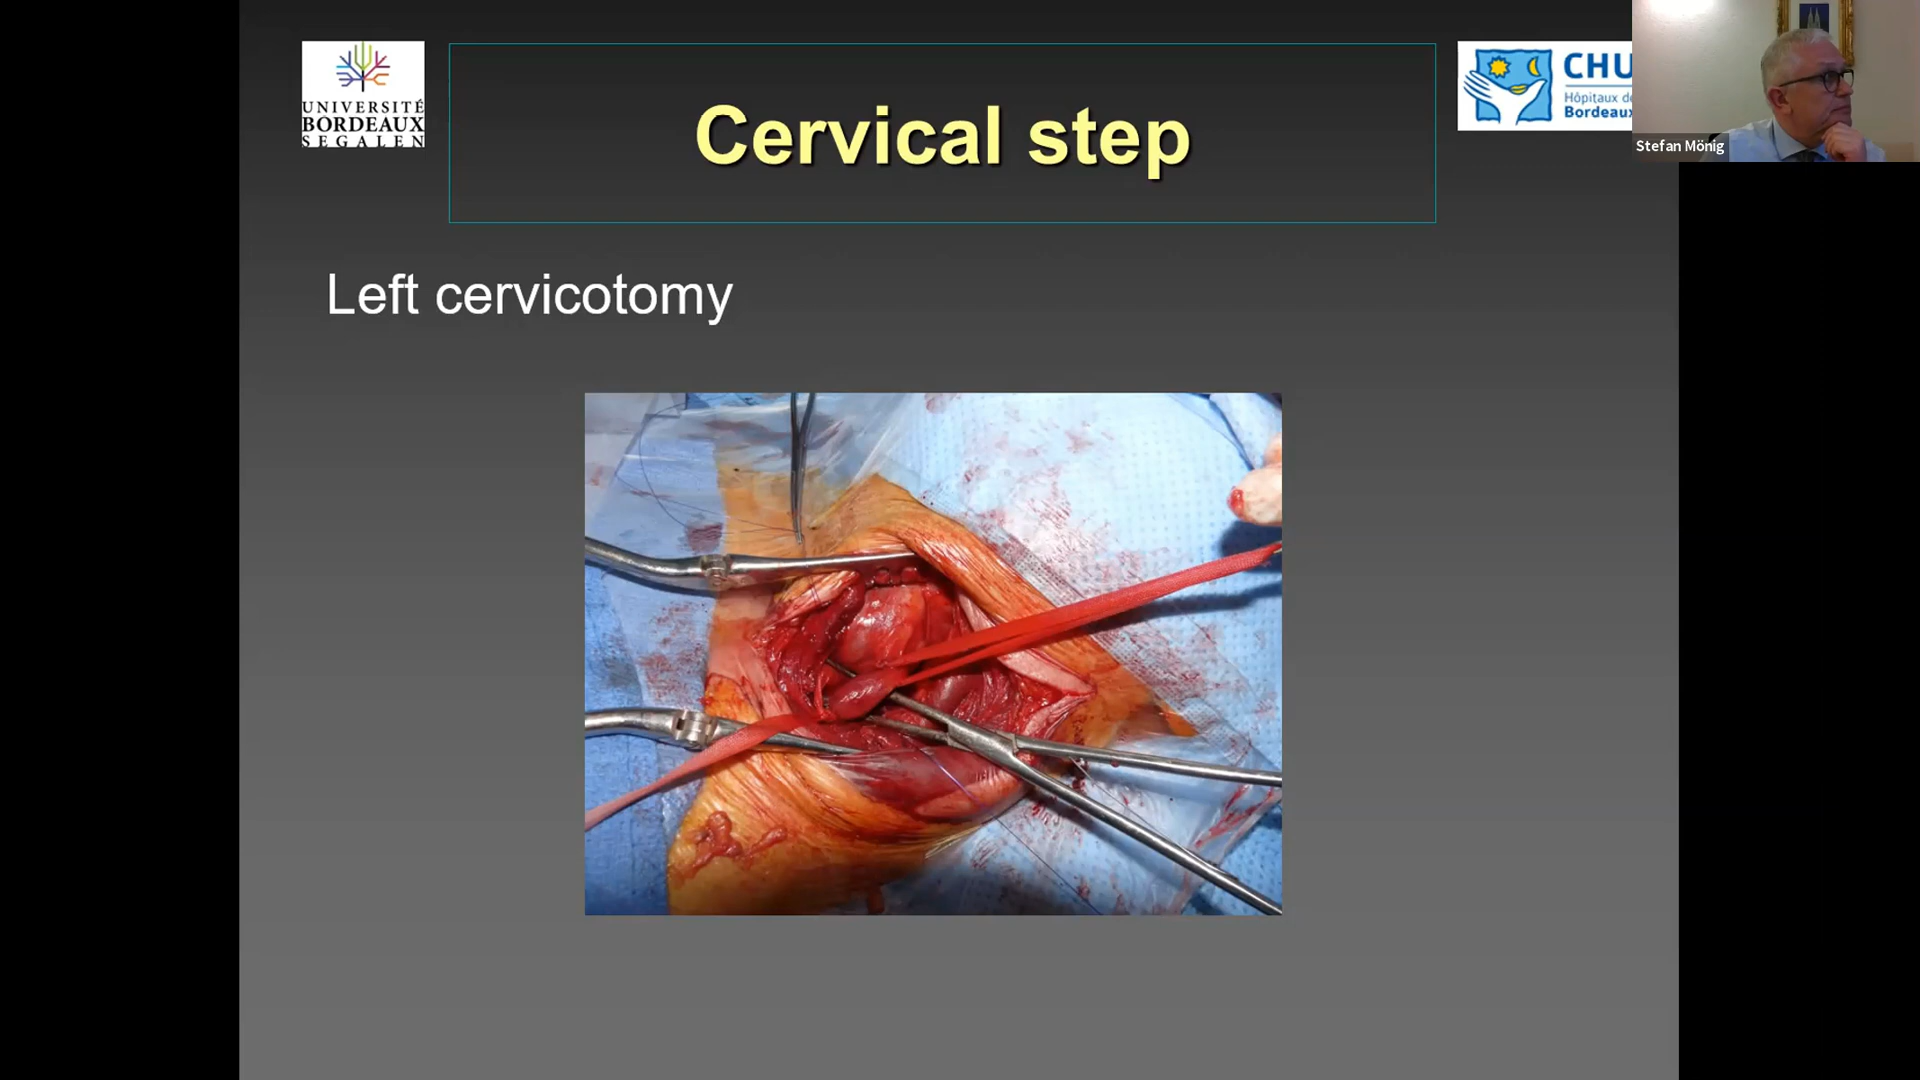 UNIVERSITÉ
BORDEAUX
SEGALEN
Cervical step
CHU
Hôpitaux de
Bordeaux
Stefan Mönig
Left cervicotomy